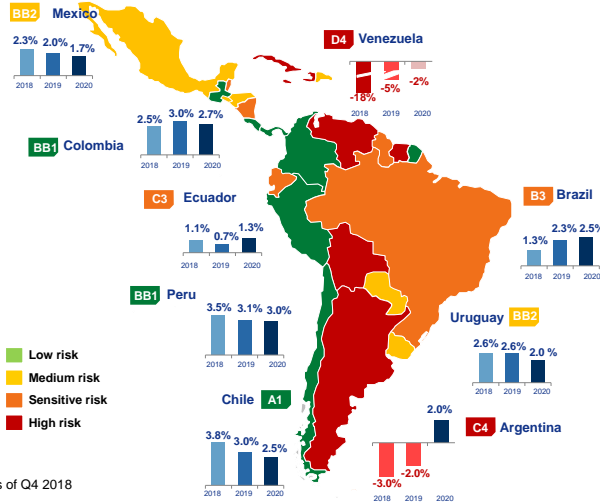 BB2 Mexico
2.3% 2.0% 1.7%
2018 2019 2020
D4 Venezuela
-18% -5% -2%
2018 2019 2020
BB1 Colombia
2.5% 3.0% 2.7%
2018 2019 2020
C3 Ecuador
1.1% 0.7% 1.3%
2018 2019 2020
B3 Brazil
1.3% 2.3% 2.5%
2018 2019 2020
BB1 Peru
3.5% 3.1% 3.0%
2018 2019 2020
Uruguay BB2
2.6% 2.6% 2.0 %
2018 2019 2020
Low risk
Medium risk
Sensitive risk
High risk
Chile A1
3.8% 3.0% 2.5%
2018 2019 2020
C4 Argentina
-3.0% -2.0% 2.0%
2018 2019 2020
s of Q4 2018